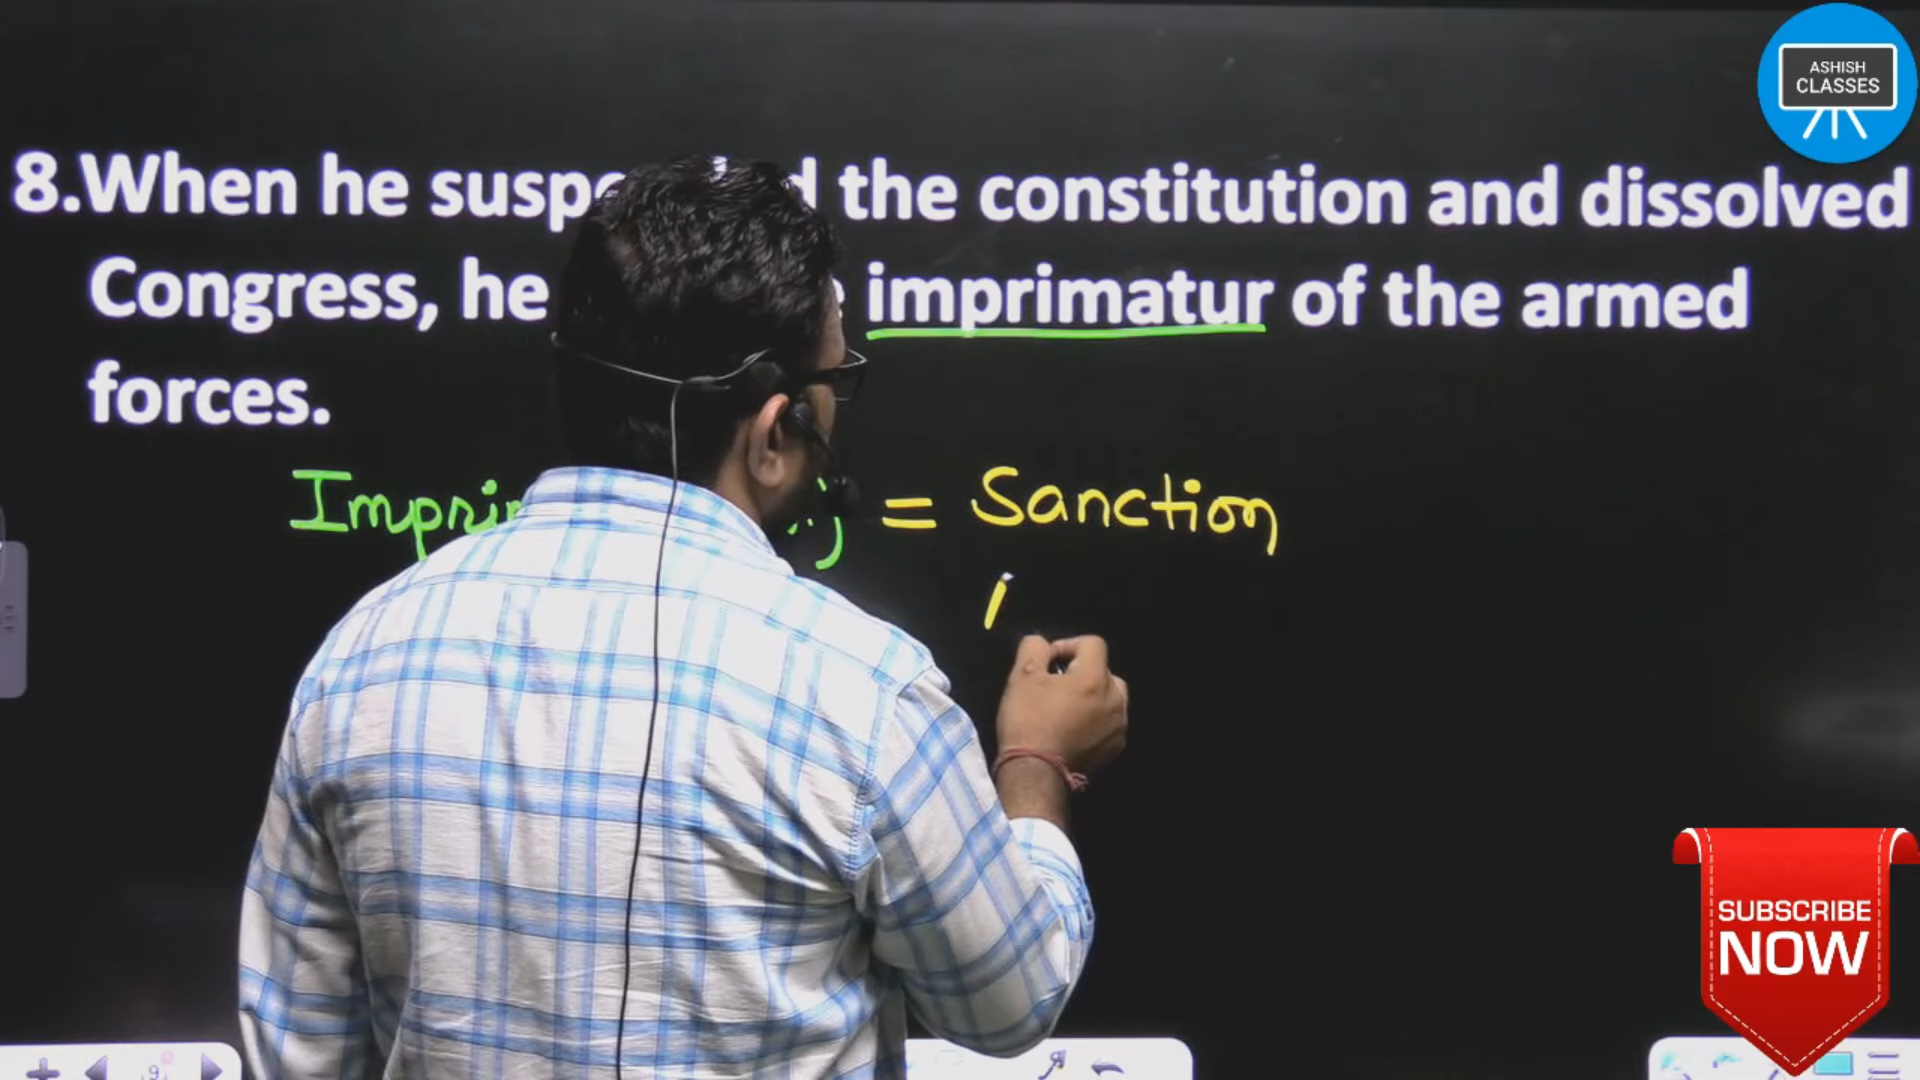 ASHISH
CLASSES
8.When he the constitution and dissolved
Congress, he imprimatur of the armed
forces.
= Sanction
SUBSCRIBE
NOW
9